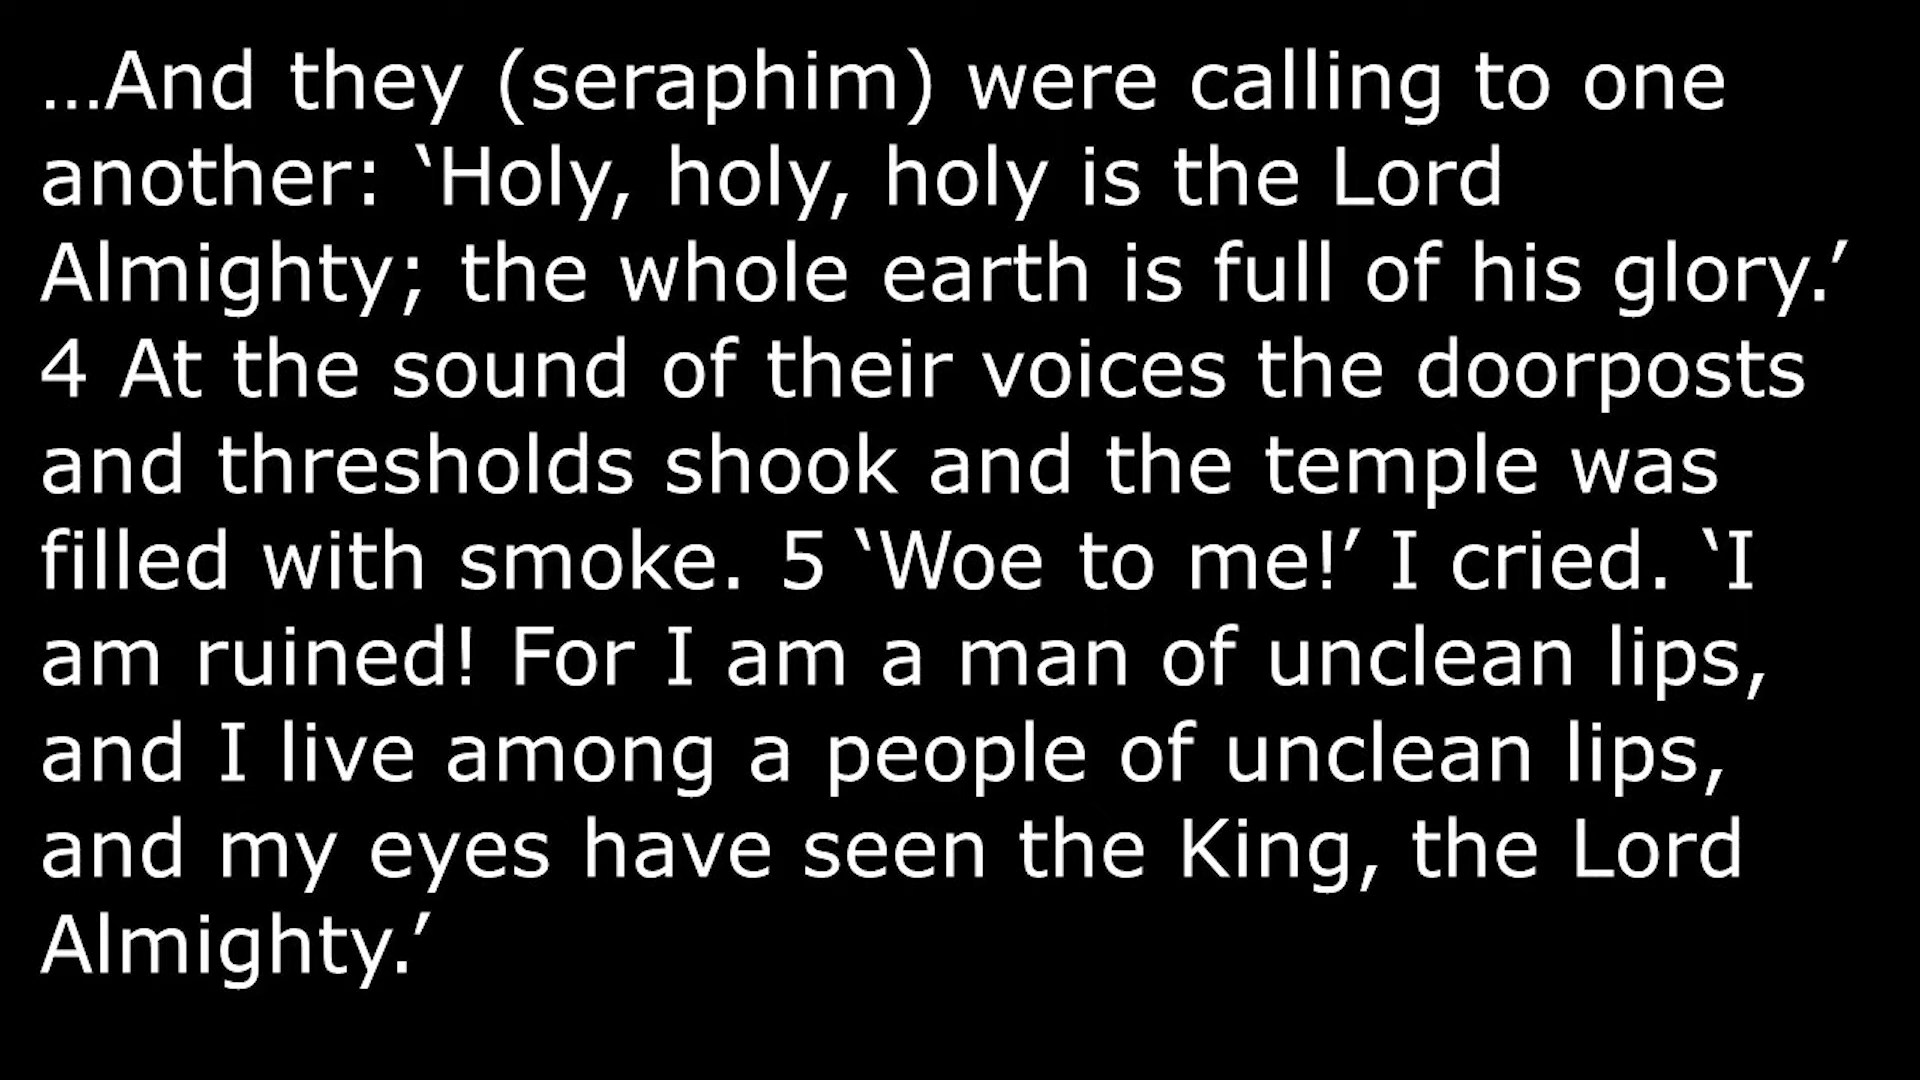 …And they (seraphim) were calling to one
another: ‘Holy, holy, holy is the Lord
Almighty; the whole earth is full of his glory.’
4 At the sound of their voices the doorposts
and thresholds shook and the temple was
filled with smoke. 5 ‘Woe to me!’ I cried. ‘I
am ruined! For I am a man of unclean lips,
and I live among a people of unclean lips,
and my eyes have seen the King, the Lord
Almighty.’